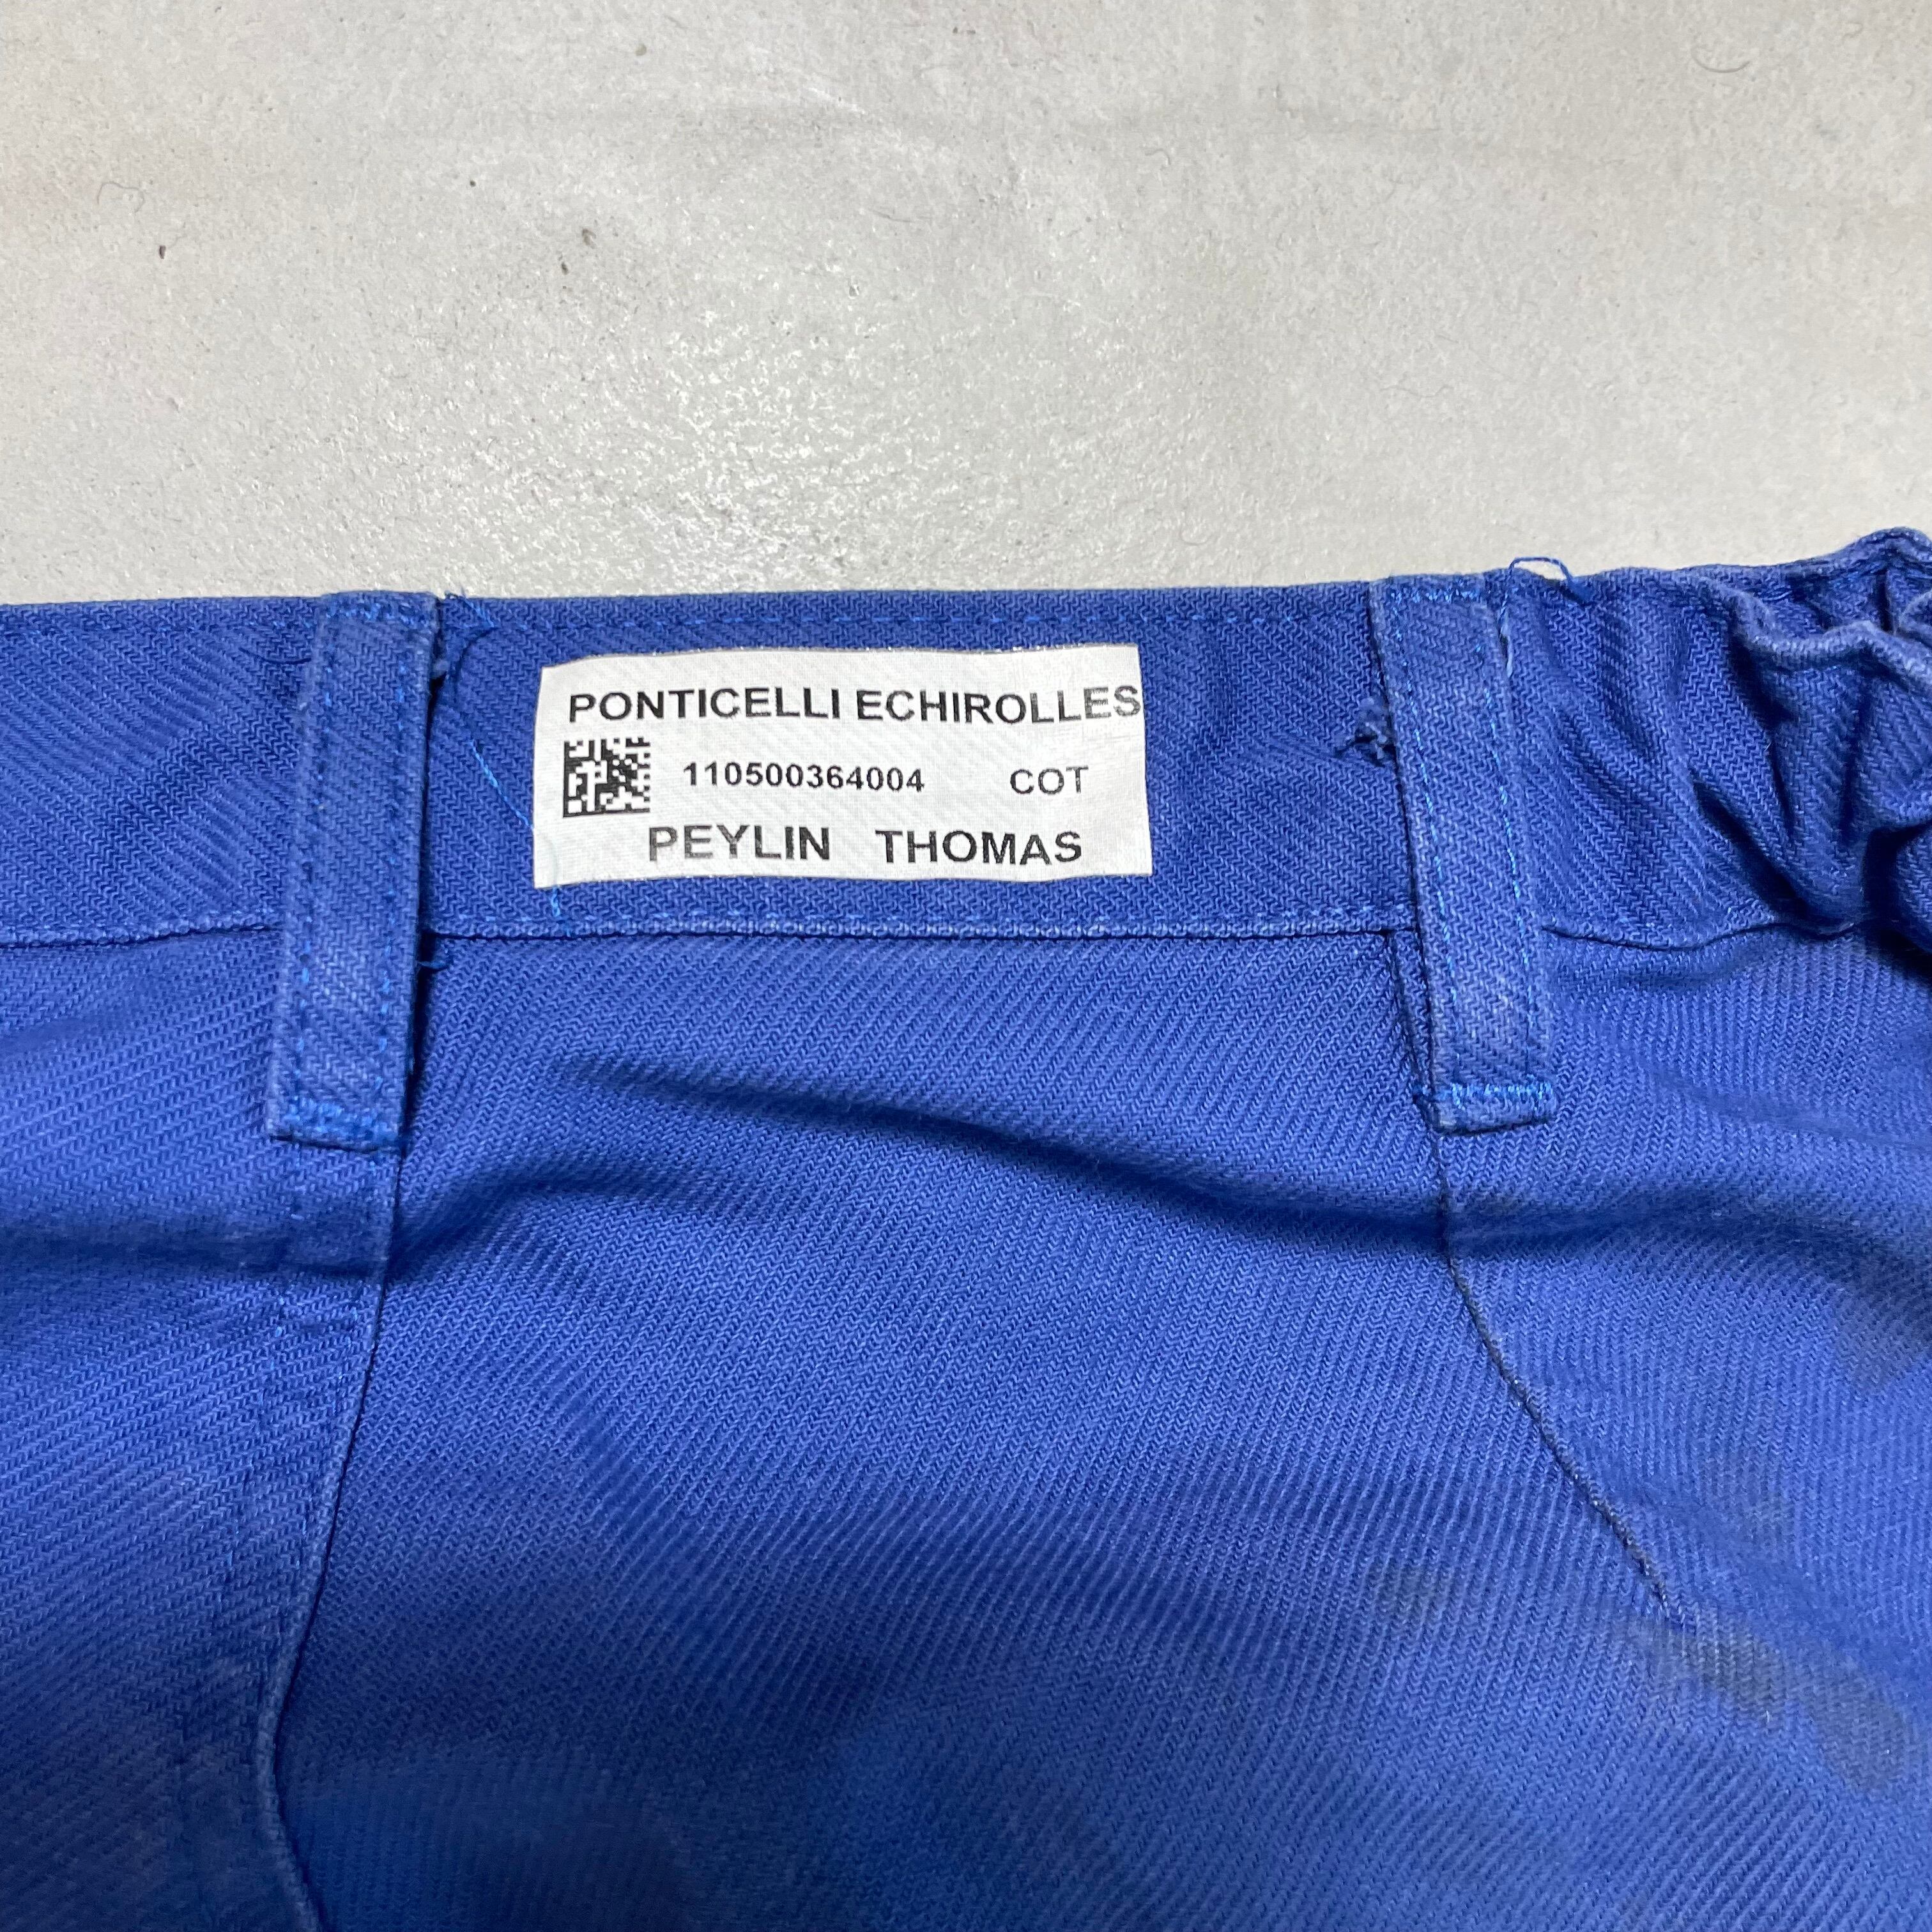 PONTICELLI ECHIROLLES
110500364004 COT
PEYLIN THOMAS